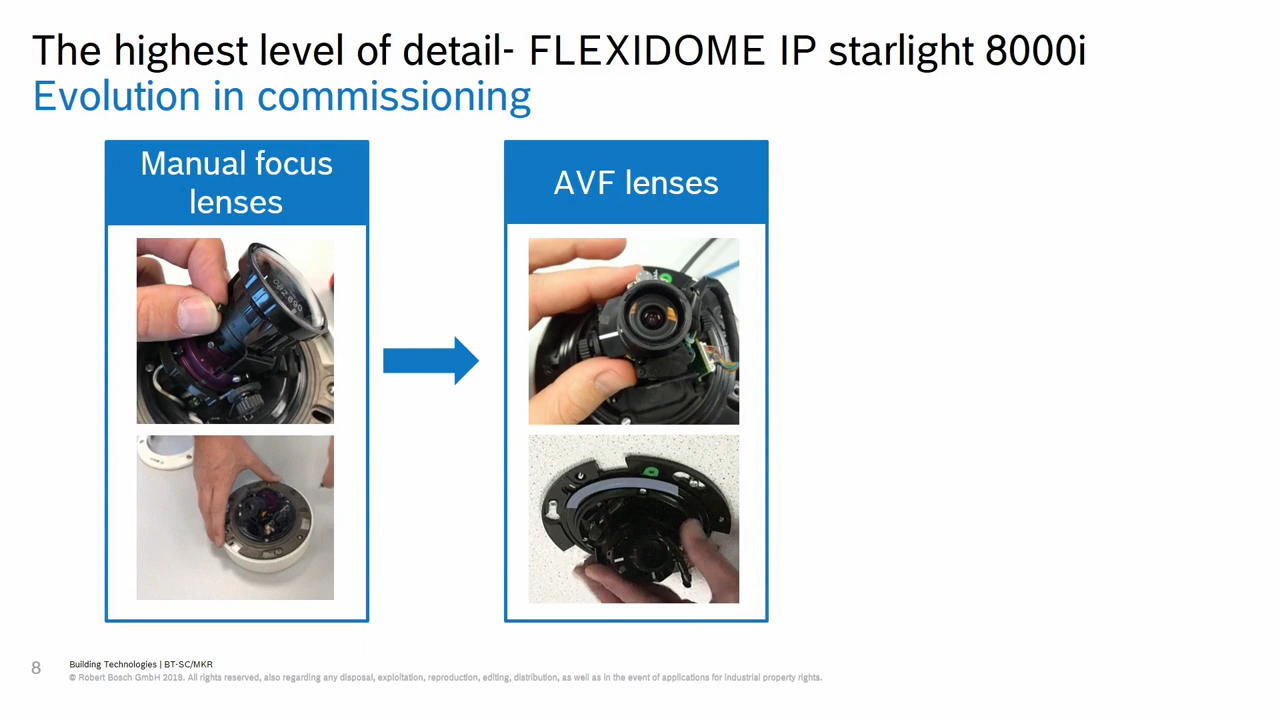 The highest level of detail- FLEXIDOME IP starlight 8000i
Evolution in commissioning
Manual focus
lenses
AVF lenses
8
Building Technologies | BT-SC/MKR
© Robert Bosch GmbH 2018. All rights reserved, also regarding any disposal, exploitation, reproduction, editing, distribution, as well as in the event of applications for industrial property rights.